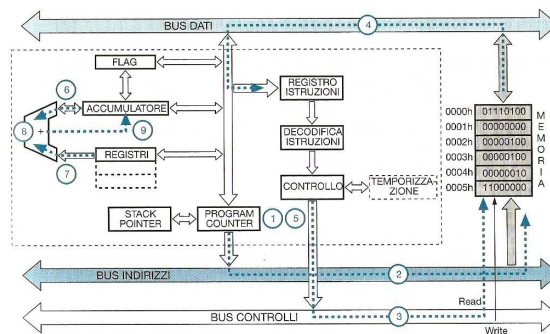 BUS DATI
4
FLAG
6
ACCUMULATORE
8
+
9
7
REGISTRI
STACK
POINTER
PROGRAM
COUNTER
1
5
REGISTRO
ISTRUZIONI
DECODIFICA
ISTRUZIONI
CONTROLLO
TEMPORIZZA-
ZIONE
0000h 01110100
0001h 00000000
0002h 00000100
0003h 00000100
0004h 00000010
0005h 11000000
MEMORIA
BUS INDIRIZZI
2
Read
BUS CONTROLLI
3
Write